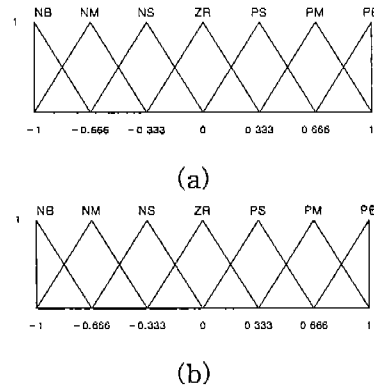 1 NB NM NS ZR PS PM PB
-1 -0.666 -0.333 0 0.333 0.666 1
(a)
1 NB NM NS ZR PS PM PB
-1 -0.666 -0.333 0 0.333 0.666 1
(b)